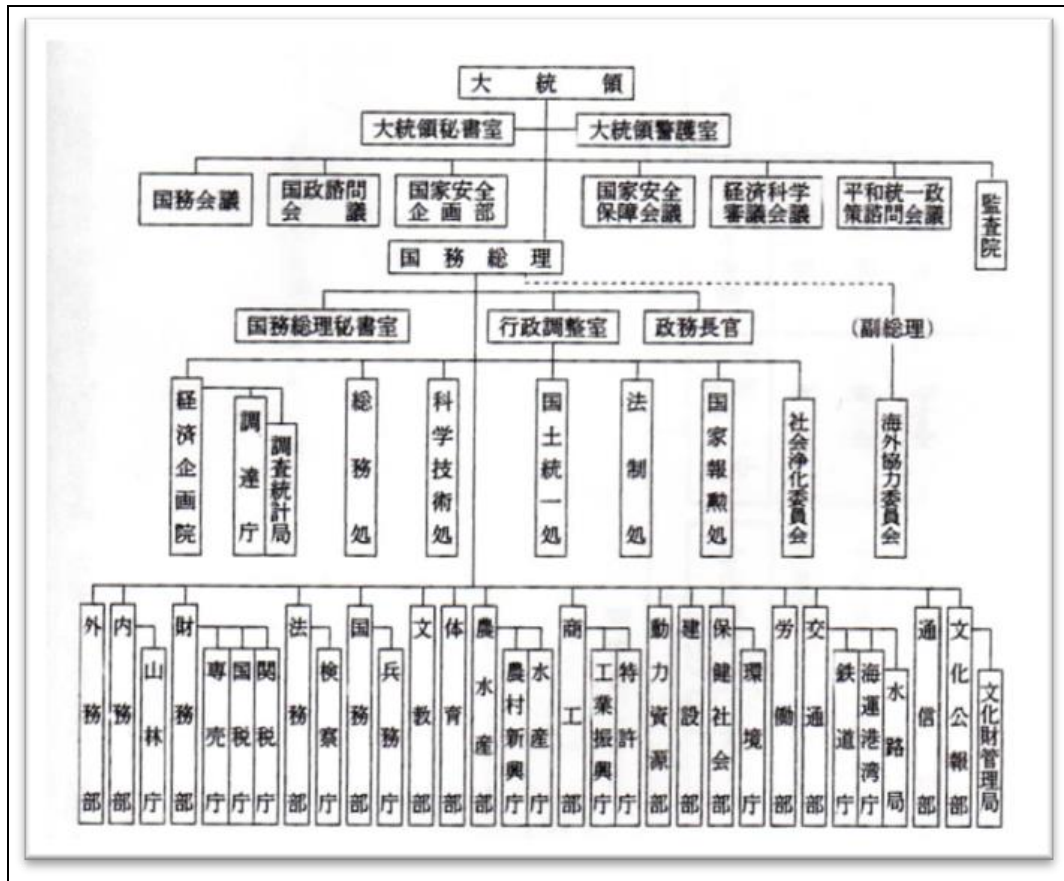 大統領
大統領秘書室
大統領警護室
国務会議
国政諮問
会議
国家安全
企画部
国家安全
保障会議
経済科学
審議会議
平和統一政
策諮問会議
監査院
国務総理
国務総理秘書室
行政調整室
政務長官
(副総理)
経済企画院
調達庁
調査統計局
総務処
科学技術処
国土統一処
法制処
国家報勲処
社会浄化委員会
海外協力委員会
外務部
内務部
山林庁
財務部
専売庁
国税庁
関税庁
法務部
検察庁
国務部
兵務庁
文教部
体育部
農水産部
農村新興庁
水産庁
商工部
工業振興庁
特許庁
動力資源部
建設部
保健社会部
環境庁
労働部
交通部
鉄道庁
海運港湾庁
水路局
通信部
文化公報部
文化財管理局